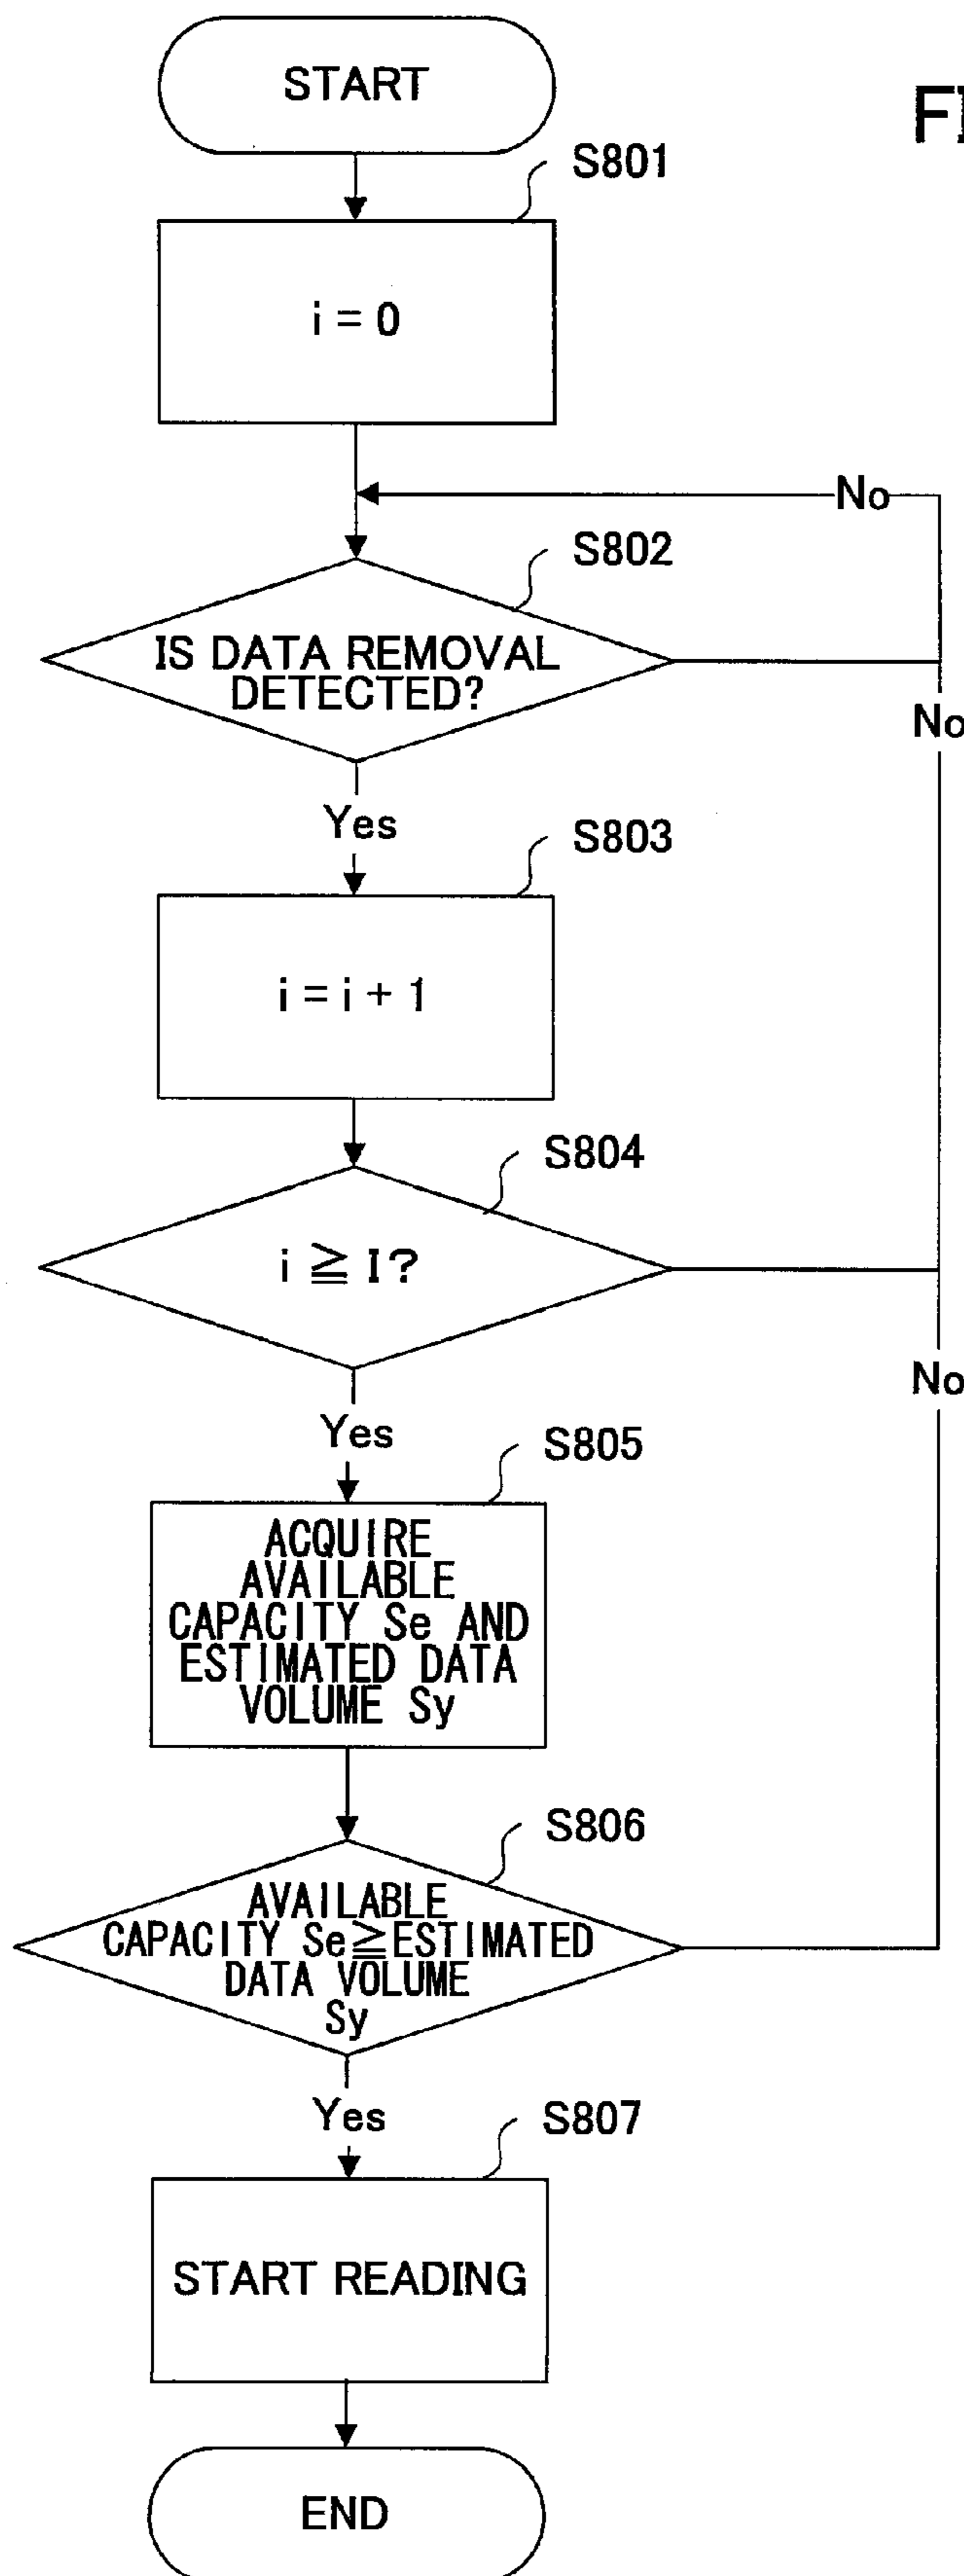 START
FI
S801
i = 0
No
S802
IS DATA REMOVAL
DETECTED?
No
Yes
S803
i = i + 1
S804
i ≧ I?
No
Yes
S805
ACQUIRE
AVAILABLE
CAPACITY Se AND
ESTIMATED DATA
VOLUME Sy
S806
AVAILABLE
CAPACITY Se≧ESTIMATED
DATA VOLUME
Sy
Yes
S807
START READING
END